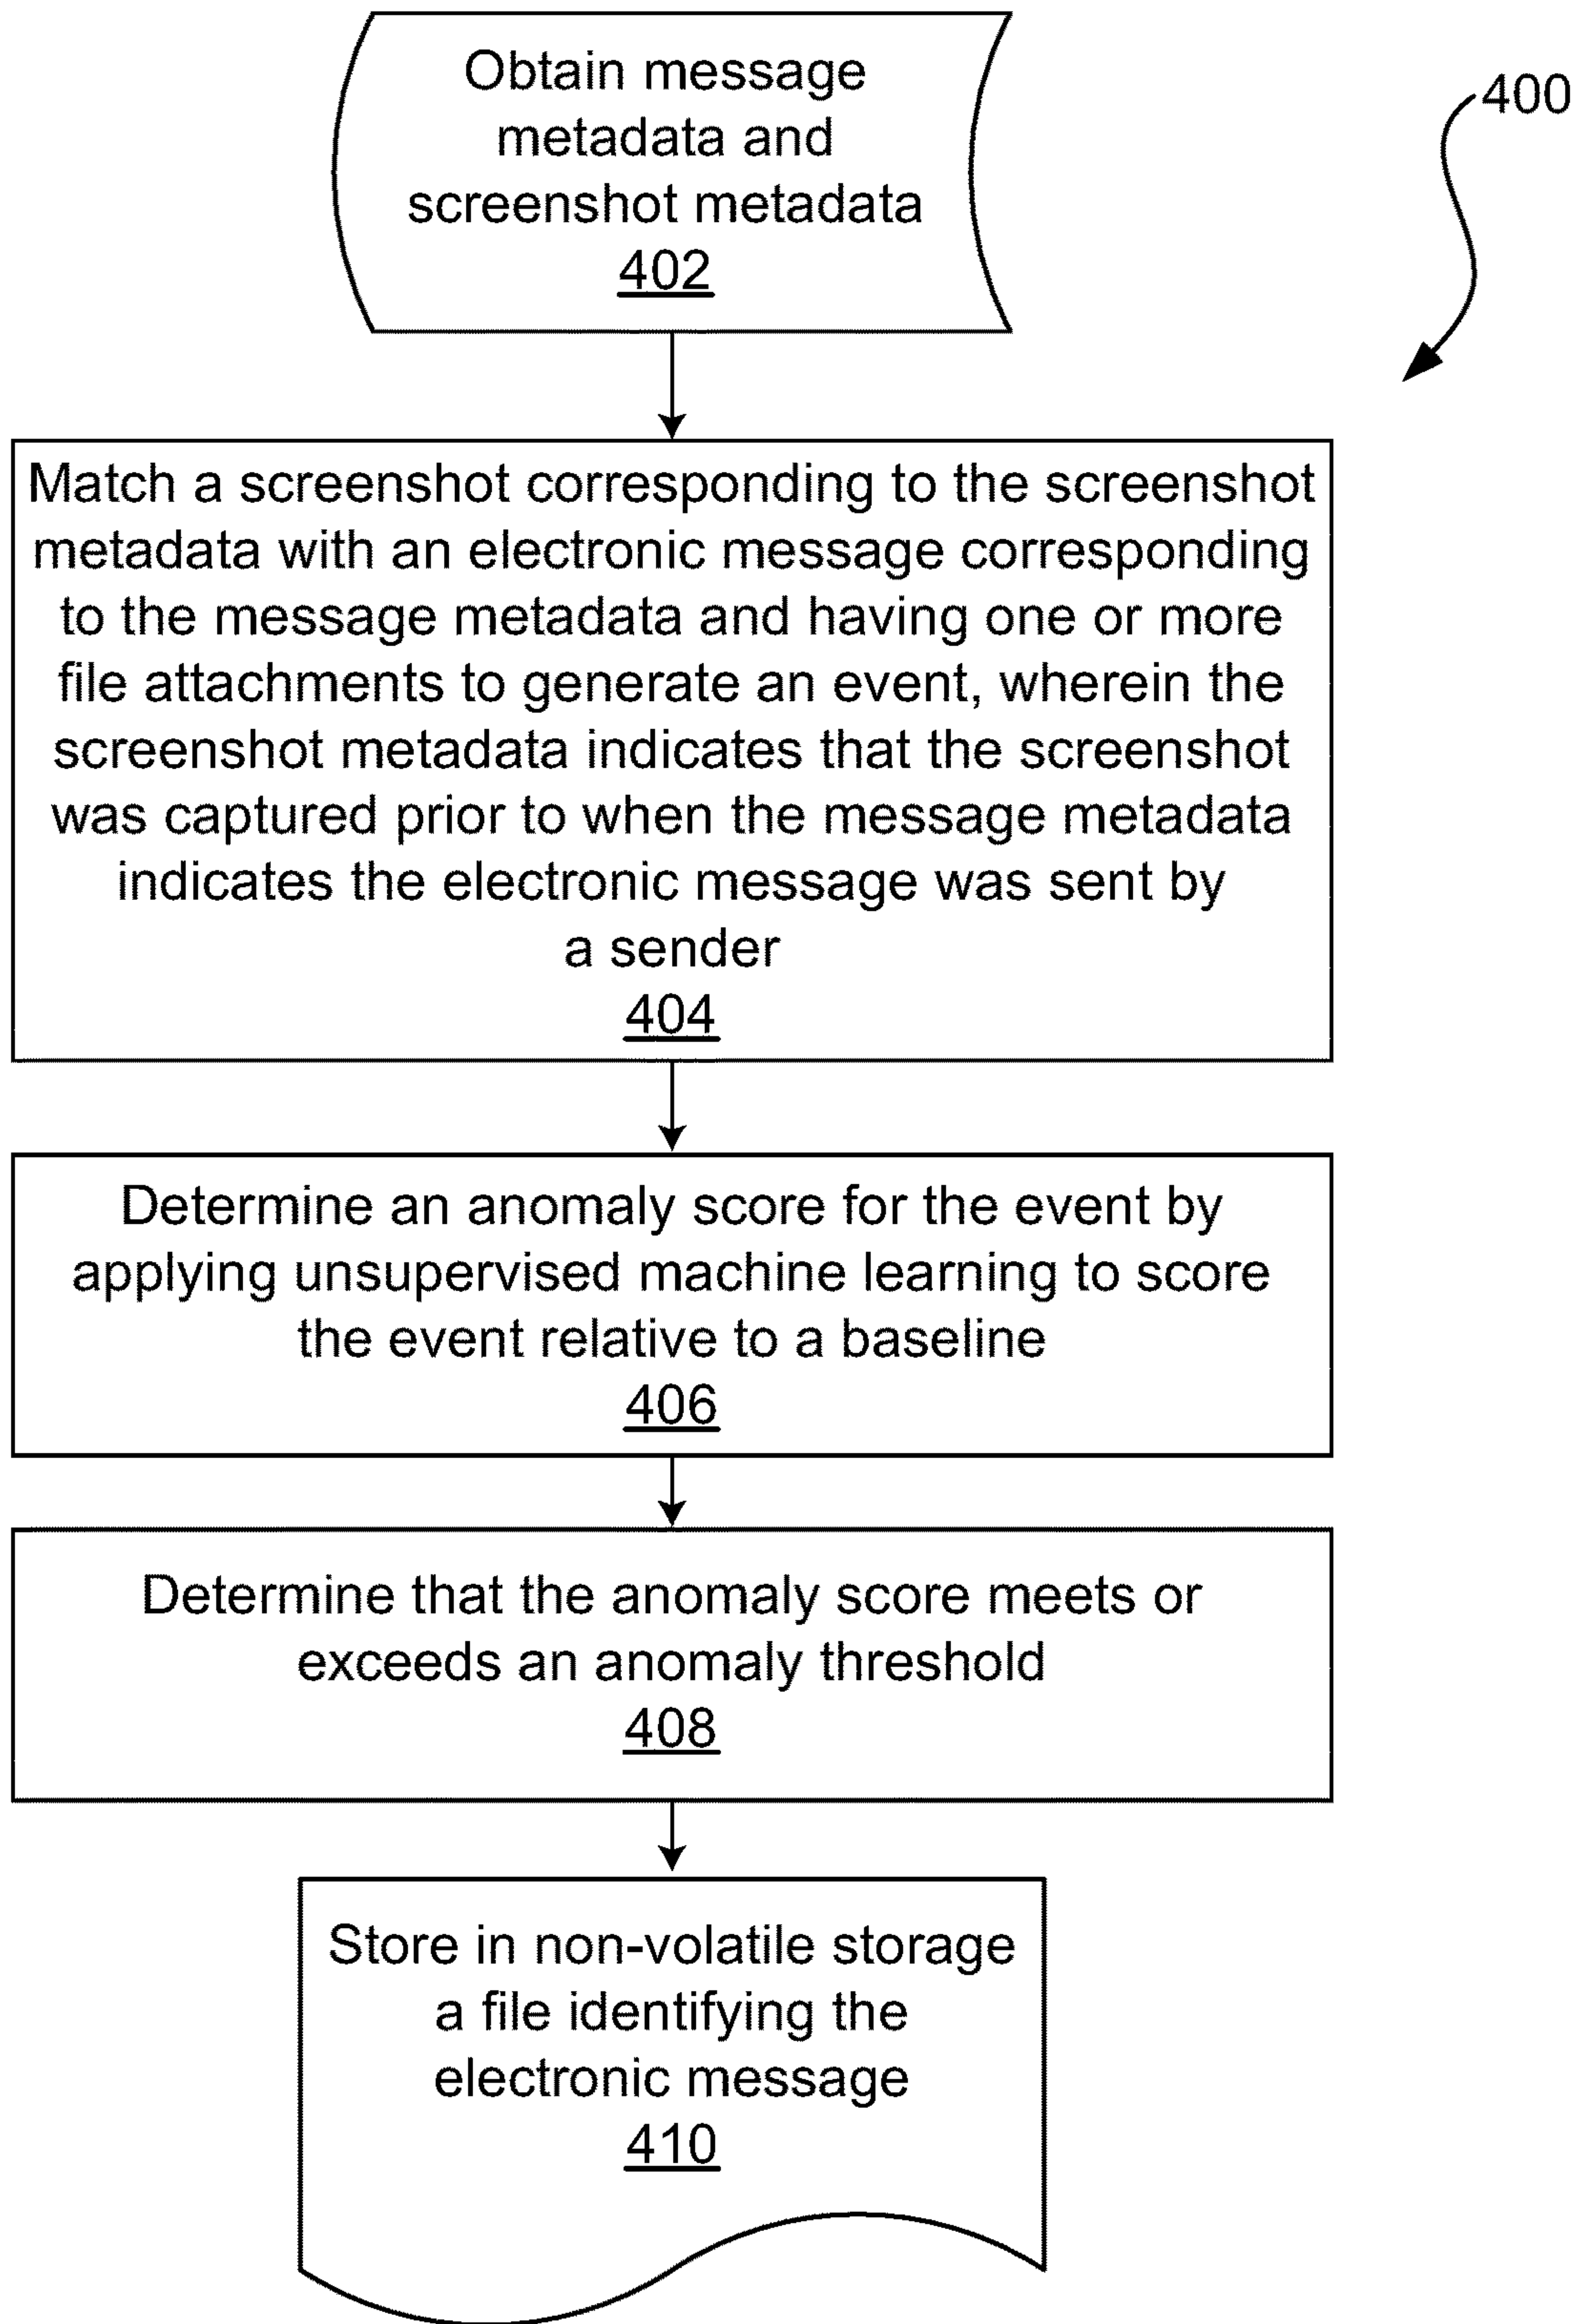 Obtain message
metadata and
screenshot metadata
402
400
Match a screenshot corresponding to the screenshot
metadata with an electronic message corresponding
to the message metadata and having one or more
file attachments to generate an event, wherein the
screenshot metadata indicates that the screenshot
was captured prior to when the message metadata
indicates the electronic message was sent by
a sender
404
Determine an anomaly score for the event by
applying unsupervised machine learning to score
the event relative to a baseline
406
Determine that the anomaly score meets or
exceeds an anomaly threshold
408
Store in non-volatile storage
a file identifying the
electronic message
410